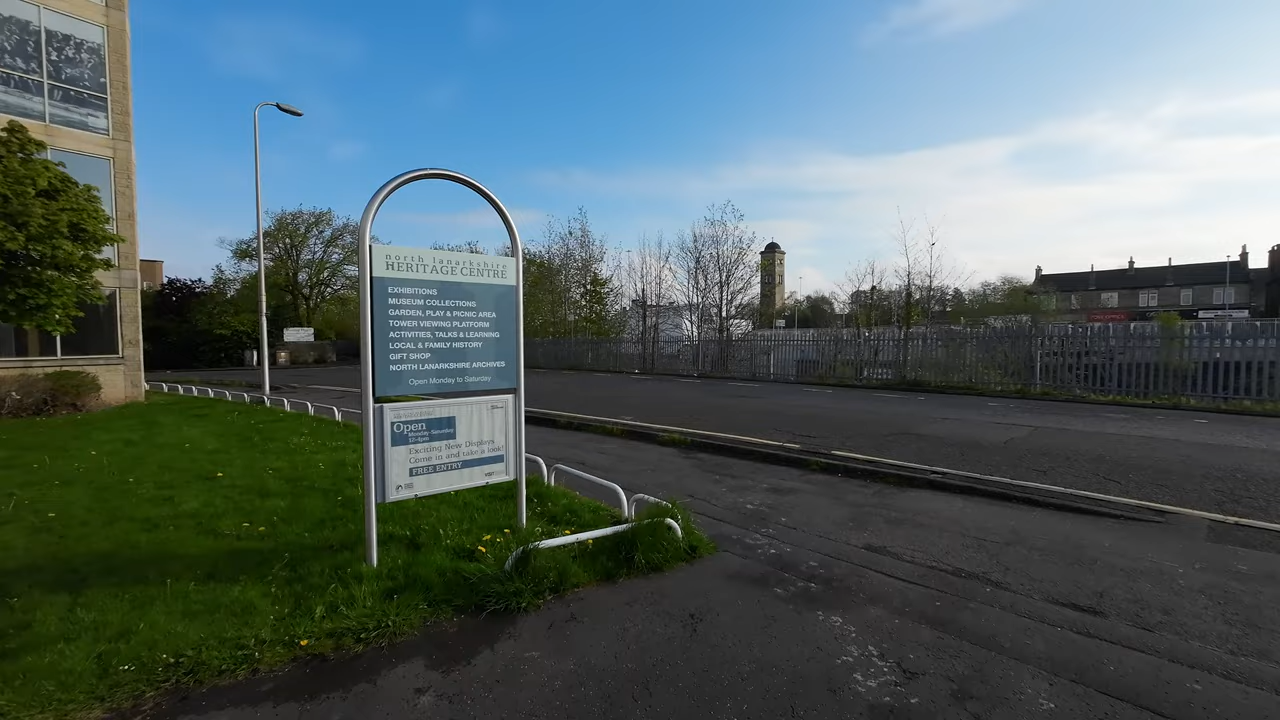 north lanarkshire
HERITAGE CENTRE
EXHIBITIONS
MUSEUM COLLECTIONS
GARDEN, PLAY & PICNIC AREA
TOWER VIEWING PLATFORM
ACTIVITIES, TALKS & LEARNING
LOCAL & FAMILY HISTORY
GIFT SHOP
NORTH LANARKSHIRE ARCHIVES
Open Monday to Saturday
Open
Monday-Saturday
Exciting New Displays
Come in and take a look!
FREE ENTRY